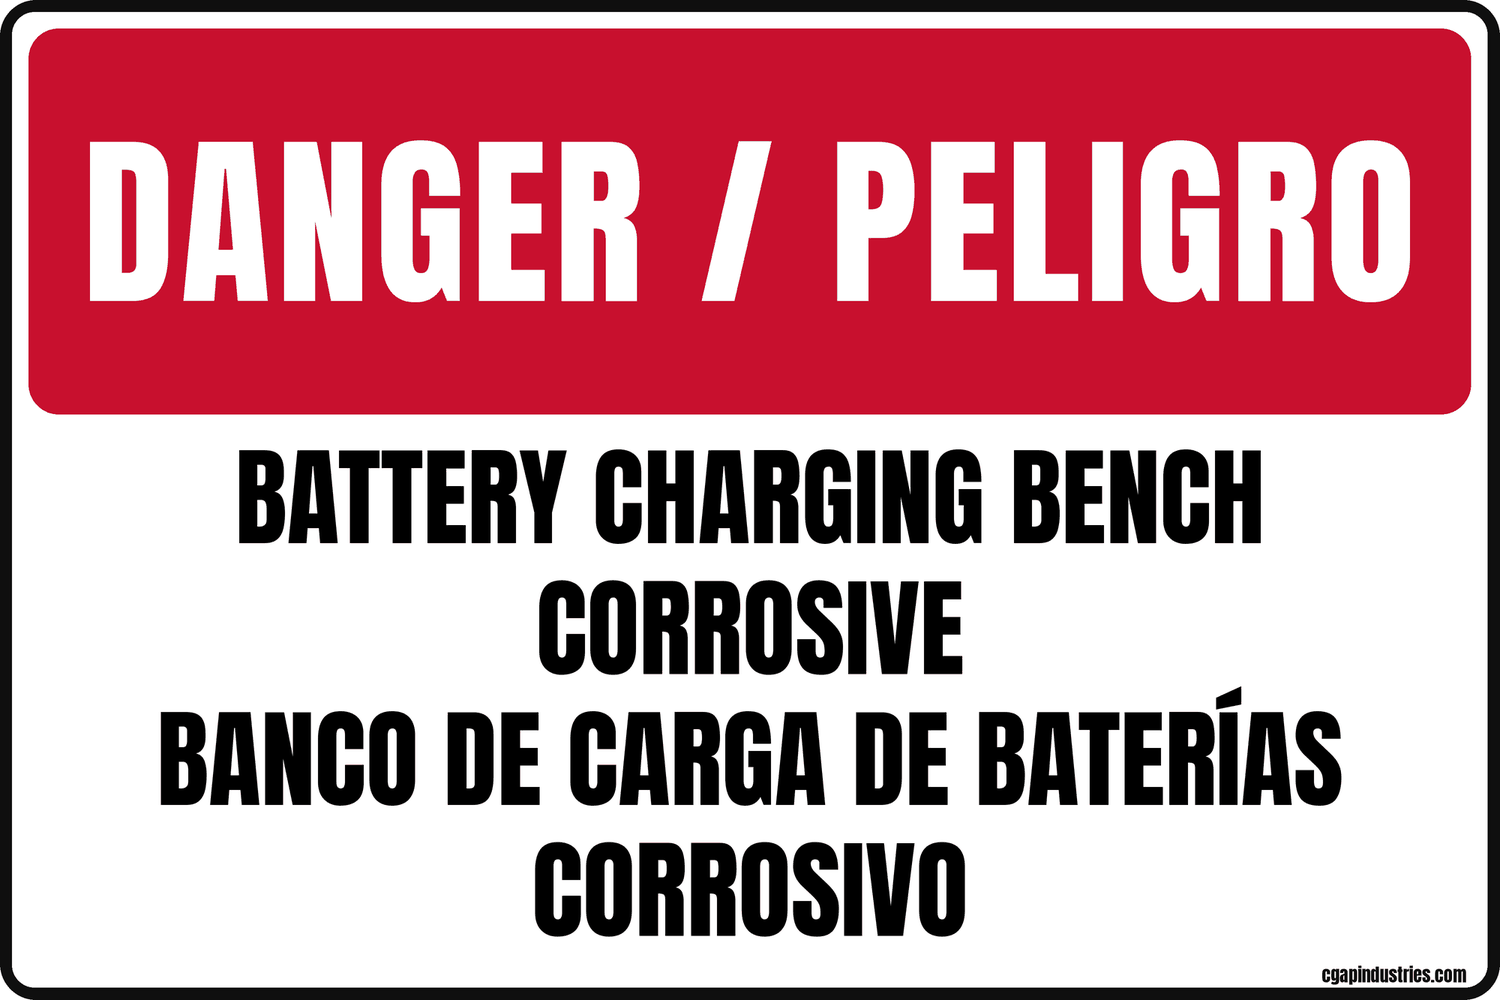 DANGER / PELIGRO
BATTERY CHARGING BENCH
CORROSIVE
BANCO DE CARGA DE BATERÍAS
CORROSIVO
cgapindustries.com